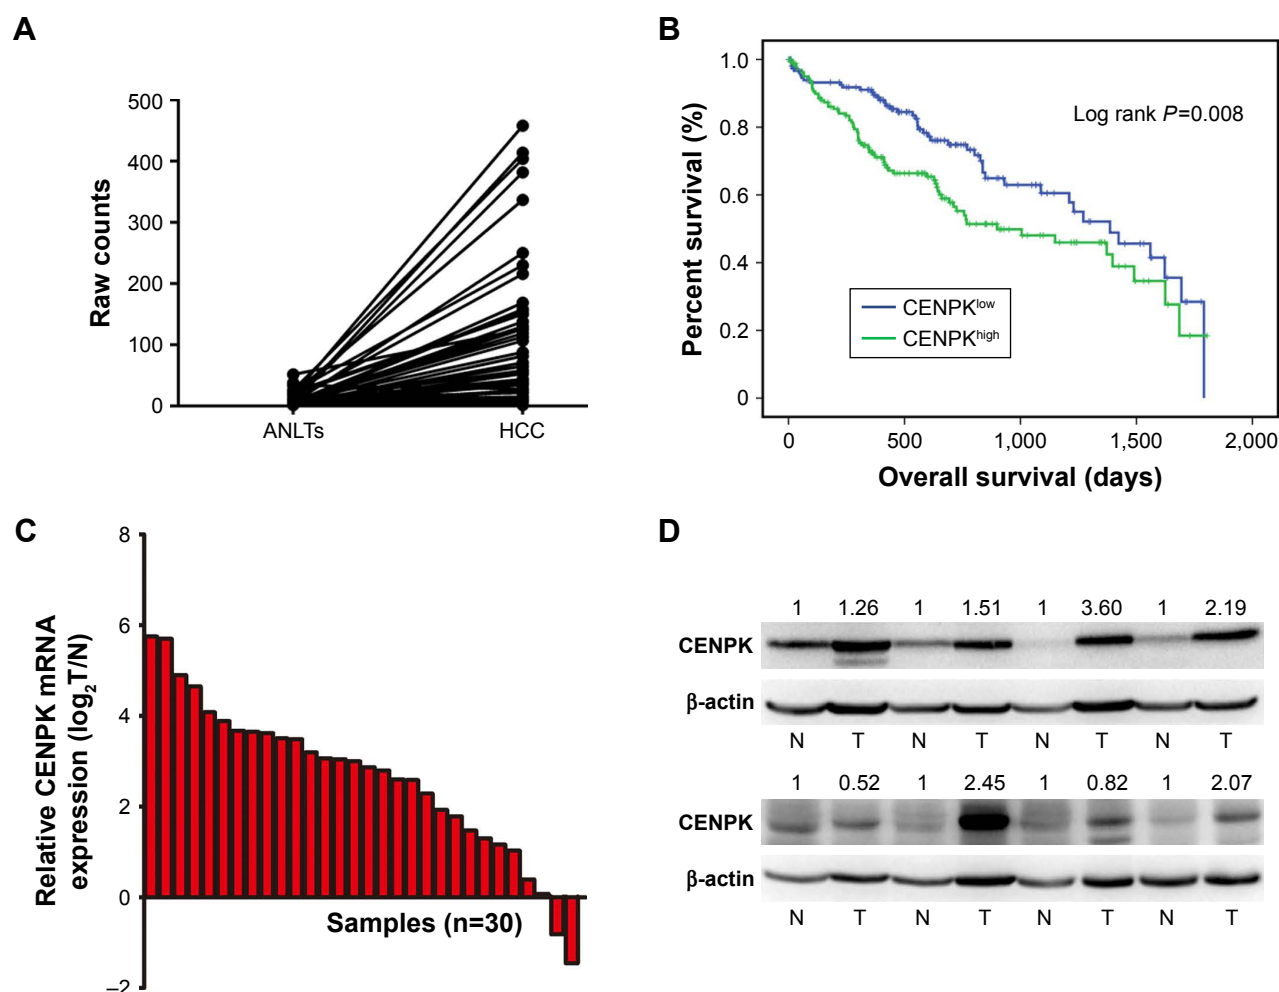 A
500
400
300
200
100
0
Raw counts
ANLTs HCC
B
1.0
0.8
0.6
0.4
0.2
0
Percent survival (%)
Log rank P=0.008
CENPKlow
CENPKhigh
0 500 1,000 1,500 2,000
Overall survival (days)
C
8
6
4
2
0
–2
Relative CENPK mRNA
expression (log2T/N)
Samples (n=30)
D
1 1.26 1 1.51 1 3.60 1 2.19
CENPK
β-actin
N T N T N T N T
1 0.52 1 2.45 1 0.82 1 2.07
CENPK
β-actin
N T N T N T N T